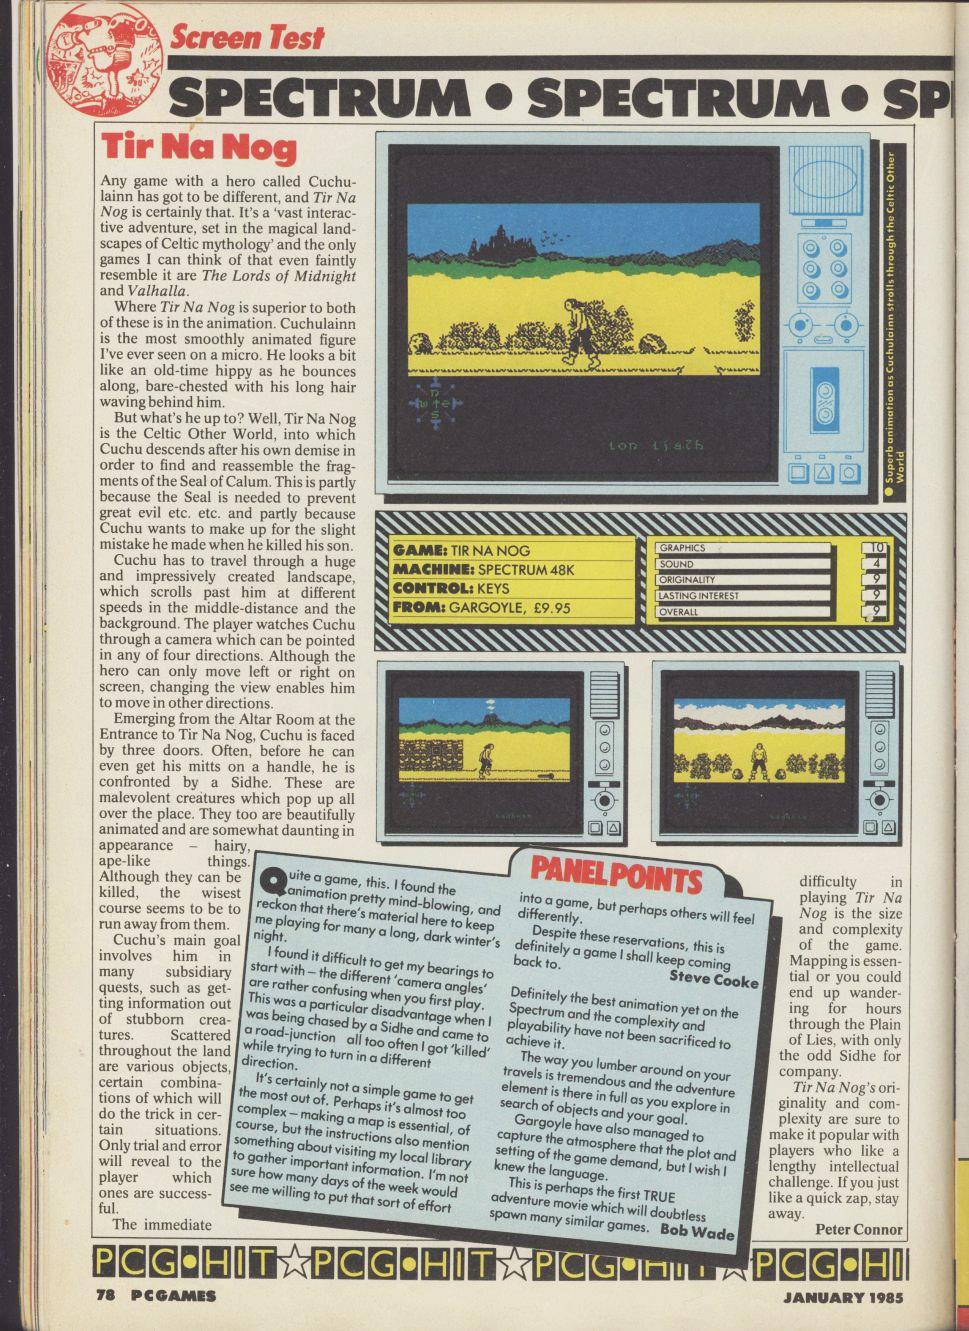 Screen Test
SPECTRUM • SPECTRUM • SP
Tir Na Nog
Any game with a hero called Cuchu-
lainn has got to be different, and Tir Na
Nog is certainly that. It's a 'vast interac-
tive adventure, set in the magical land-
scapes of Celtic mythology' and the only
games I can think of that even faintly
resemble it are The Lords of Midnight
and Valhalla.
Where Tir Na Nog is superior to both
of these is in the animation. Cuchulainn
is the most smoothly animated figure
I've ever seen on a micro. He looks a bit
like an old-time hippy as he bounces
along, bare-chested with his long hair
waving behind him.
But what's he up to? Well, Tir Na Nog
is the Celtic Other World, into which
Cuchu descends after his own demise in
order to find and reassemble the frag-
ments of the Seal of Calum. This is partly
because the Seal is needed to prevent
great evil etc. etc. and partly because
Cuchu wants to make up for the slight
mistake he made when he killed his son.
Cuchu has to travel through a huge
and impressively created landscape,
which scrolls past him at different
speeds in the middle-distance and the
background. The player watches Cuchu
through a camera which can be pointed
in any of four directions. Although the
hero can only move left or right on
screen, changing the view enables him
to move in other directions.
Emerging from the Altar Room at the
Entrance to Tir Na Nog, Cuchu is faced
by three doors. Often, before he can
even get his mitts on a handle, he is
confronted by a Sidhe. These are
malevolent creatures which pop up all
over the place. They too are beautifully
animated and are somewhat daunting in
appearance – hairy,
ape-like things.
Although they can be
killed, the wisest
course seems to be to
run away from them.
Cuchu's main goal
involves him in
many subsidiary
quests, such as get-
ting information out
of stubborn crea-
tures. Scattered
throughout the land
are various objects,
certain combina-
tions of which will
do the trick in cer-
tain situations.
Only trial and error
will reveal to the
player which
ones are success-
ful.
The immediate
difficulty in
playing Tir Na
Nog is the size
and complexity
of the game.
Mapping is essen-
tial or you could
end up wander-
ing for hours
through the Plain
of Lies, with only
the odd Sidhe for
company.
Tir Na Nog's ori-
ginality and com-
plexity are sure to
make it popular with
players who like a
lengthy intellectual
challenge. If you just
like a quick zap, stay
away.
Peter Connor
n
w e
s
lon liath
● Superb animation as Cuchulainn strolls through the Celtic Other
World
GAME: TIR NA NOG
MACHINE: SPECTRUM 48K
CONTROL: KEYS
FROM: GARGOYLE, £9.95
GRAPHICS 10
SOUND 4
ORIGINALITY 9
LASTING INTEREST 9
OVERALL 9
PANEL POINTS
Quite a game, this. I found the
animation pretty mind-blowing, and
reckon that there's material here to keep
me playing for many a long, dark winter's
night.
I found it difficult to get my bearings to
start with – the different 'camera angles'
are rather confusing when you first play.
This was a particular disadvantage when I
was being chased by a Sidhe and came to
a road-junction all too often I got 'killed'
while trying to turn in a different
direction.
It's certainly not a simple game to get
the most out of. Perhaps it's almost too
complex – making a map is essential, of
course, but the instructions also mention
something about visiting my local library
to gather important information. I'm not
sure how many days of the week would
see me willing to put that sort of effort
into a game, but perhaps others will feel
differently.
Despite these reservations, this is
definitely a game I shall keep coming
back to.
Steve Cooke
Definitely the best animation yet on the
Spectrum and the complexity and
playability have not been sacrificed to
achieve it.
The way you lumber around on your
travels is tremendous and the adventure
element is there in full as you explore in
search of objects and your goal.
Gargoyle have also managed to
capture the atmosphere that the plot and
setting of the game demand, but I wish I
knew the language.
This is perhaps the first TRUE
adventure movie which will doubtless
spawn many similar games. Bob Wade
PCG•HIT☆PCG•HIT☆PCG•HIT☆PCG•HI
78 PCGAMES
JANUARY 1985